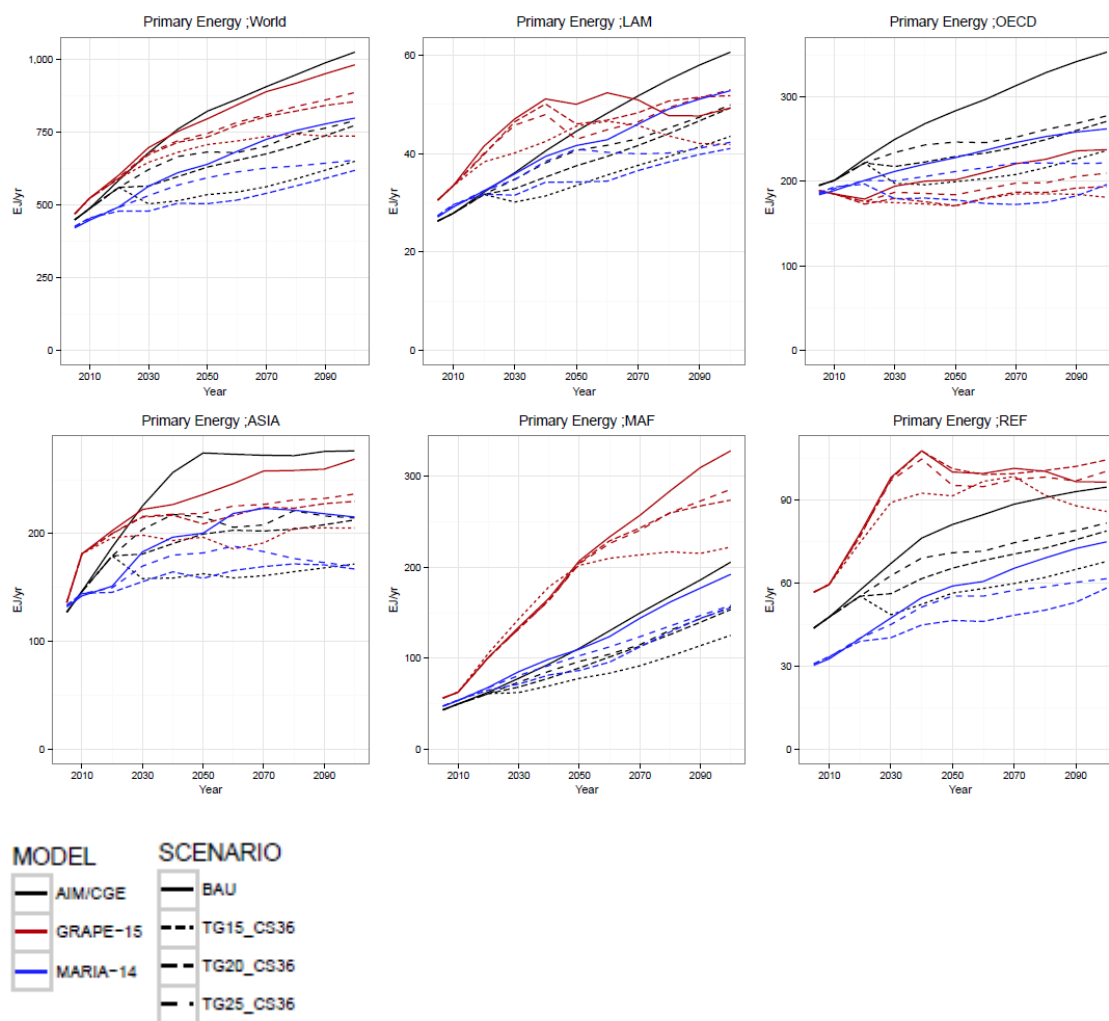 Primary Energy ;World
Primary Energy ;LAM
Primary Energy ;OECD
1,000
750
500
250
0
EJ/yr
2010 2030 2050 2070 2090
Year
60
40
20
0
EJ/yr
2010 2030 2050 2070 2090
Year
300
200
100
0
EJ/yr
2010 2030 2050 2070 2090
Year
Primary Energy ;ASIA
Primary Energy ;MAF
Primary Energy ;REF
200
100
0
EJ/yr
2010 2030 2050 2070 2090
Year
300
200
100
0
EJ/yr
2010 2030 2050 2070 2090
Year
90
60
30
0
EJ/yr
2010 2030 2050 2070 2090
Year
MODEL
AIM/CGE
GRAPE-15
MARIA-14
SCENARIO
BAU
TG15_CS36
TG20_CS36
TG25_CS36